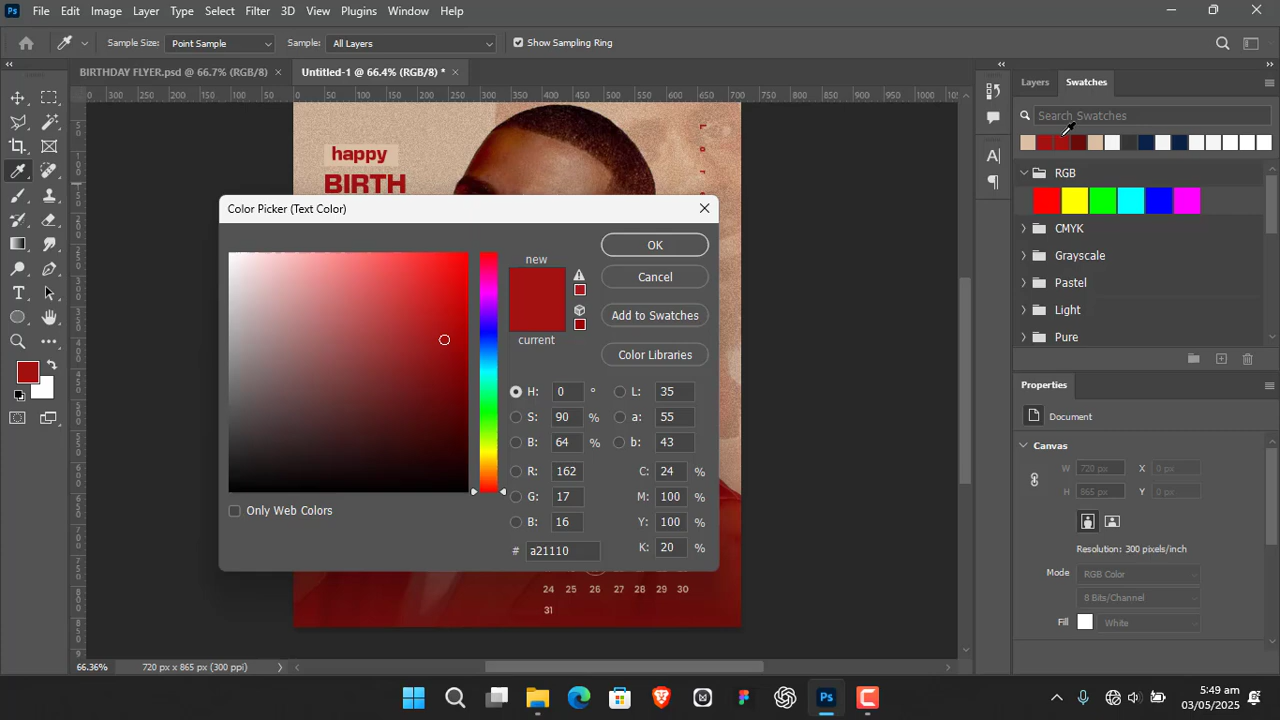 Ps File Edit Image Layer Type Select Filter 3D View Plugins Window Help
Sample Size: Point Sample Sample: All Layers Show Sampling Ring
BIRTHDAY FLYER.psd @ 66.7% (RGB/8) × Untitled-1 @ 66.4% (RGB/8) * ×
Layers Swatches
Search Swatches
happy
BIRTH
RGB
CMYK
Grayscale
Pastel
Light
Pure
Color Picker (Text Color)
new
current
OK
Cancel
Add to Swatches
Color Libraries
H: 0 ° L: 35
S: 90 % a: 55
B: 64 % b: 43
R: 162 C: 24 %
G: 17 M: 100 %
B: 16 Y: 100 %
# a21110 K: 20 %
Only Web Colors
24 25 26 27 28 29 30
31
Properties
Document
Canvas
W 720 px X 0 px
H 865 px Y 0 px
Resolution: 300 pixels/inch
Mode RGB Color
8 Bits/Channel
Fill White
66.36% 720 px x 865 px (300 ppi)
5:49 am
03/05/2025